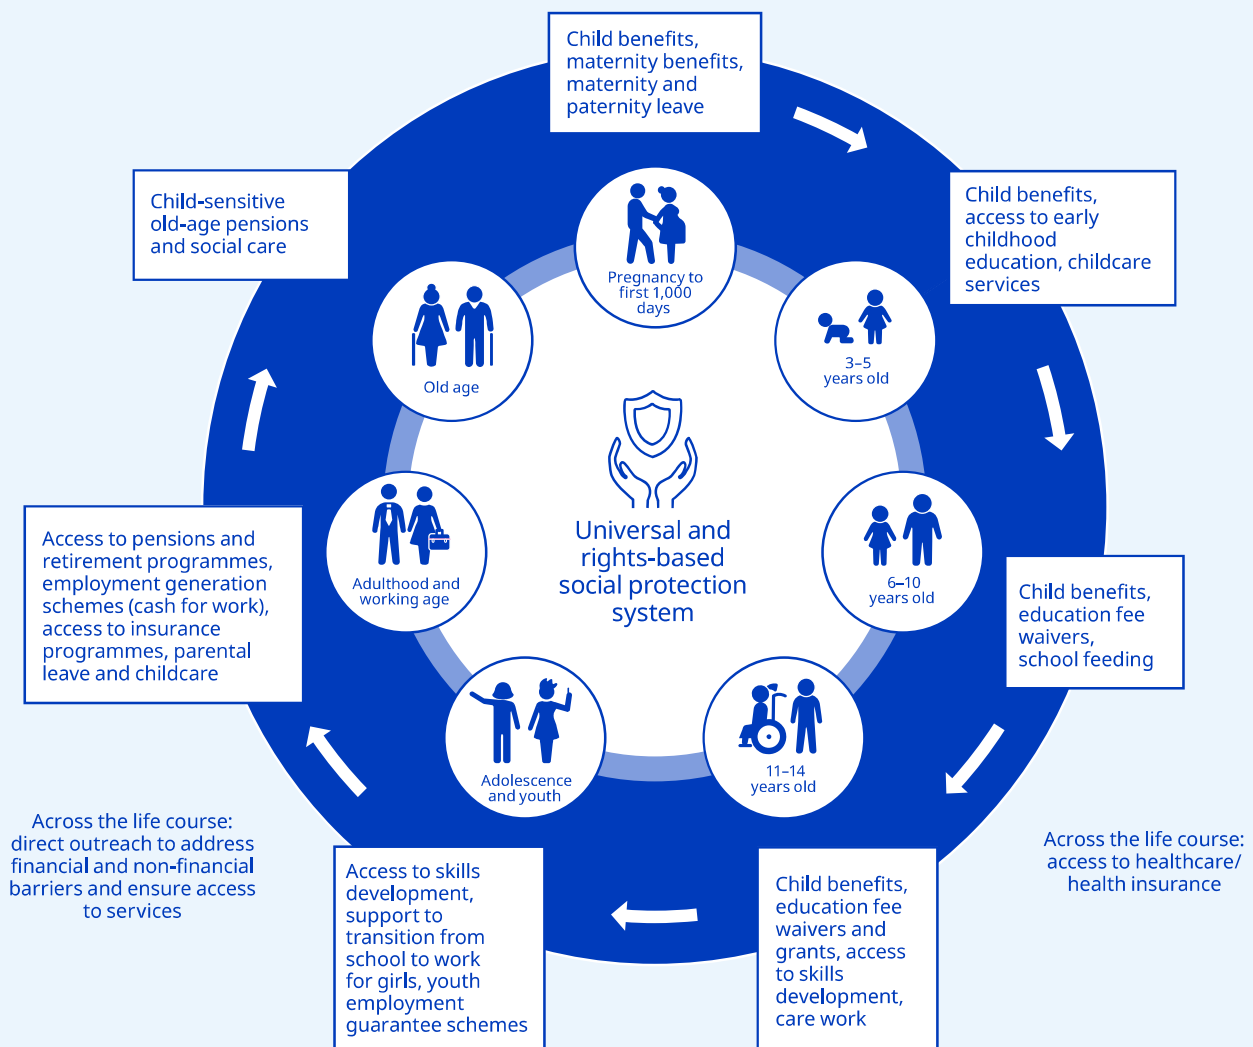 Child benefits,
maternity benefits,
maternity and
paternity leave
Child benefits,
access to early
childhood
education, childcare
services
Child benefits,
education fee
waivers,
school feeding
Child benefits,
education fee
waivers and
grants, access
to skills
development,
care work
Access to skills
development,
support to
transition from
school to work
for girls, youth
employment
guarantee schemes
Access to pensions and
retirement programmes,
employment generation
schemes (cash for work),
access to insurance
programmes, parental
leave and childcare
Child-sensitive
old-age pensions
and social care
Pregnancy to
first 1,000
days
3–5
years old
6–10
years old
11–14
years old
Adolescence
and youth
Adulthood and
working age
Old age
Universal and
rights-based
social protection
system
Across the life course:
direct outreach to address
financial and non-financial
barriers and ensure access
to services
Across the life course:
access to healthcare/
health insurance